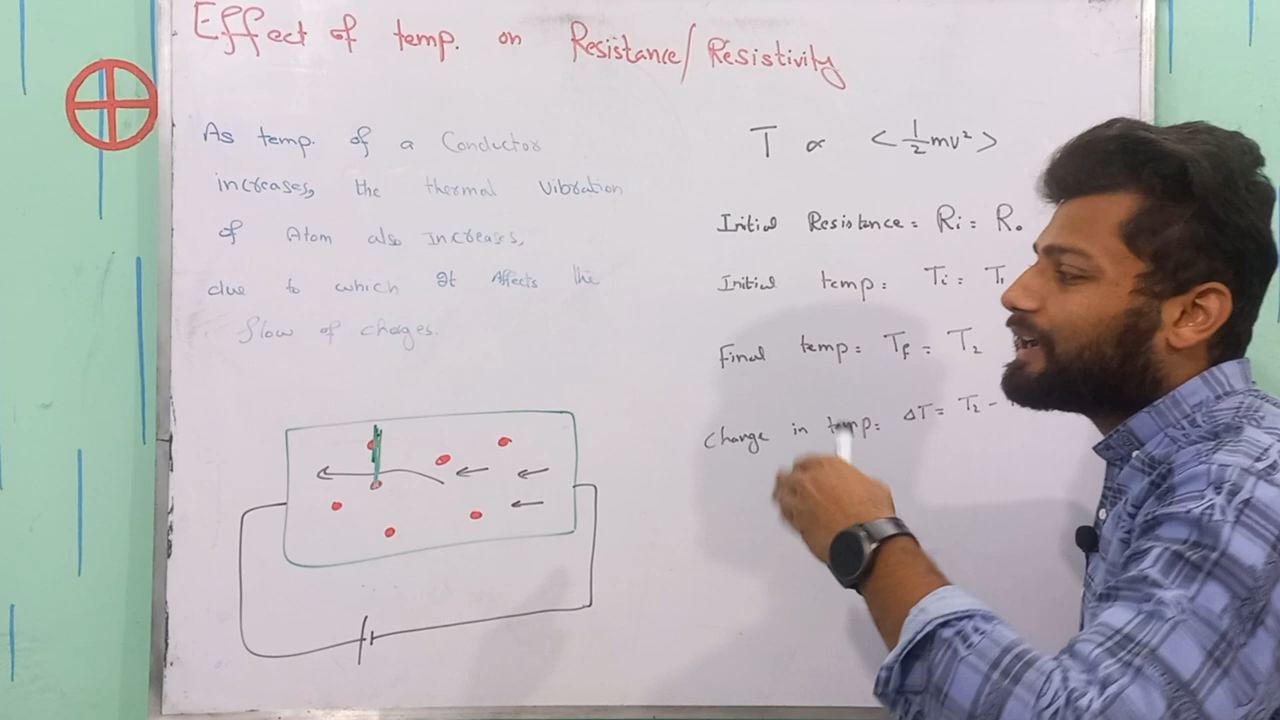 Effect of temp. on Resistance/Resistivity
As temp. of a Conductor
increases, the thermal vibration
of Atom also increases,
due to which It Affects the
flow of charges.
T ∝ <½mv²>
Initial Resistance = Ri = R₀
Initial temp = Ti = T₁
Final temp = Tf = T₂
Change in temp = ΔT = T₂ -